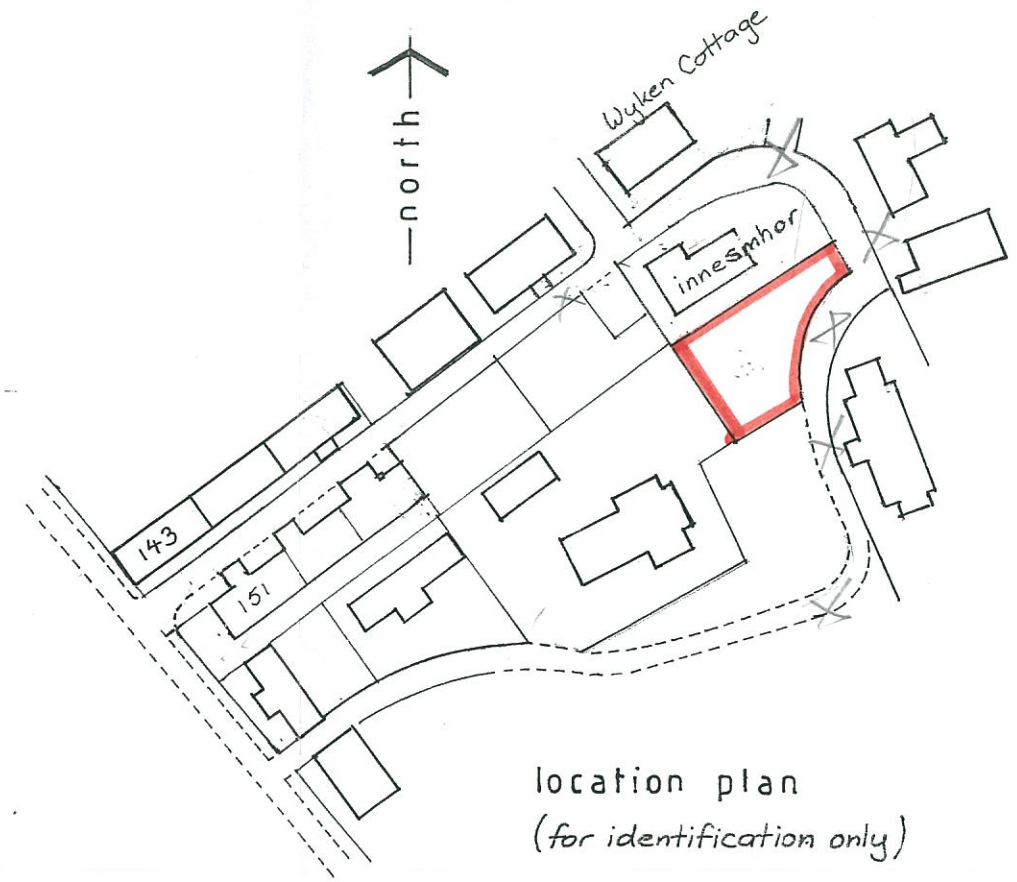 Wyken Cottage
north
innesmhor
143
151
location plan
(for identification only)